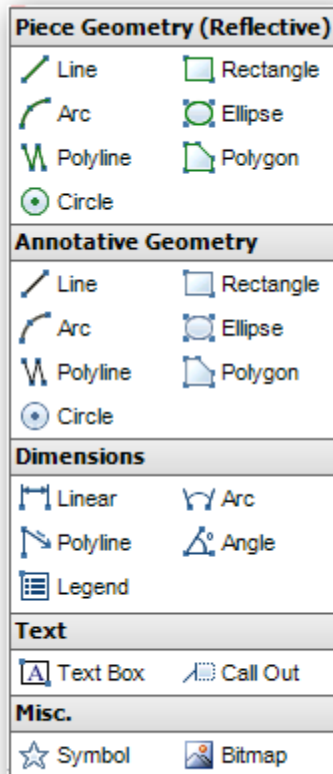 Piece Geometry (Reflective)
Line Rectangle
Arc Ellipse
Polyline Polygon
Circle
Annotative Geometry
Line Rectangle
Arc Ellipse
Polyline Polygon
Circle
Dimensions
Linear Arc
Polyline Angle
Legend
Text
A Text Box Call Out
Misc.
Symbol Bitmap